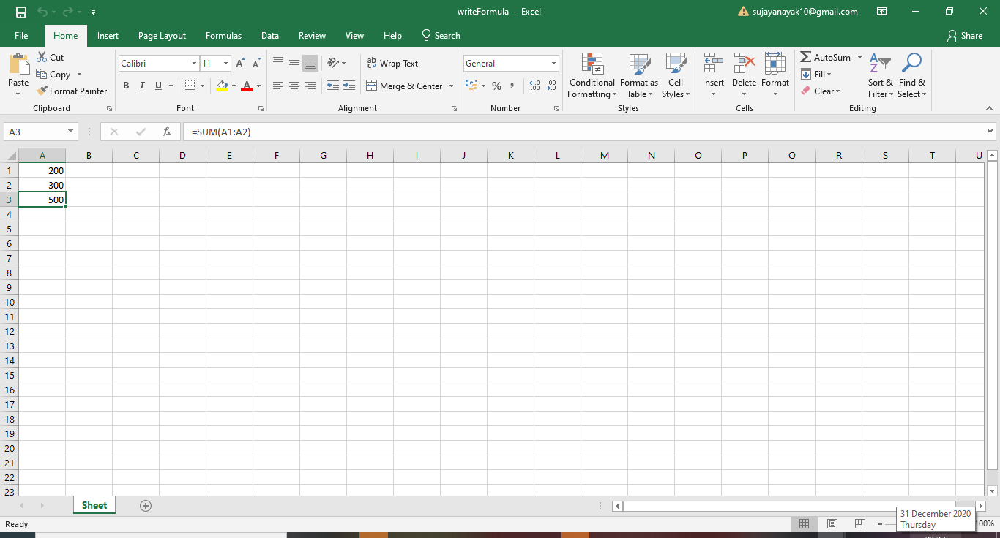 writeFormula - Excel
sujayanayak10@gmail.com
File Home Insert Page Layout Formulas Data Review View Help Search Share
Paste
Cut
Copy
Format Painter
Clipboard
Calibri 11
A A
B I U A
Font
Wrap Text
Merge & Center
Alignment
General
% ,
Number
Conditional Formatting
Format as Table
Cell Styles
Styles
Insert Delete Format
Cells
AutoSum
Fill
Clear
Sort & Filter
Find & Select
Editing
A3 fx =SUM(A1:A2)
A B C D E F G H I J K L M N O P Q R S T U
1 200
2 300
3 500
4
5
6
7
8
9
10
11
12
13
14
15
16
17
18
19
20
21
22
23
Sheet
Ready
31 December 2020
Thursday
100%